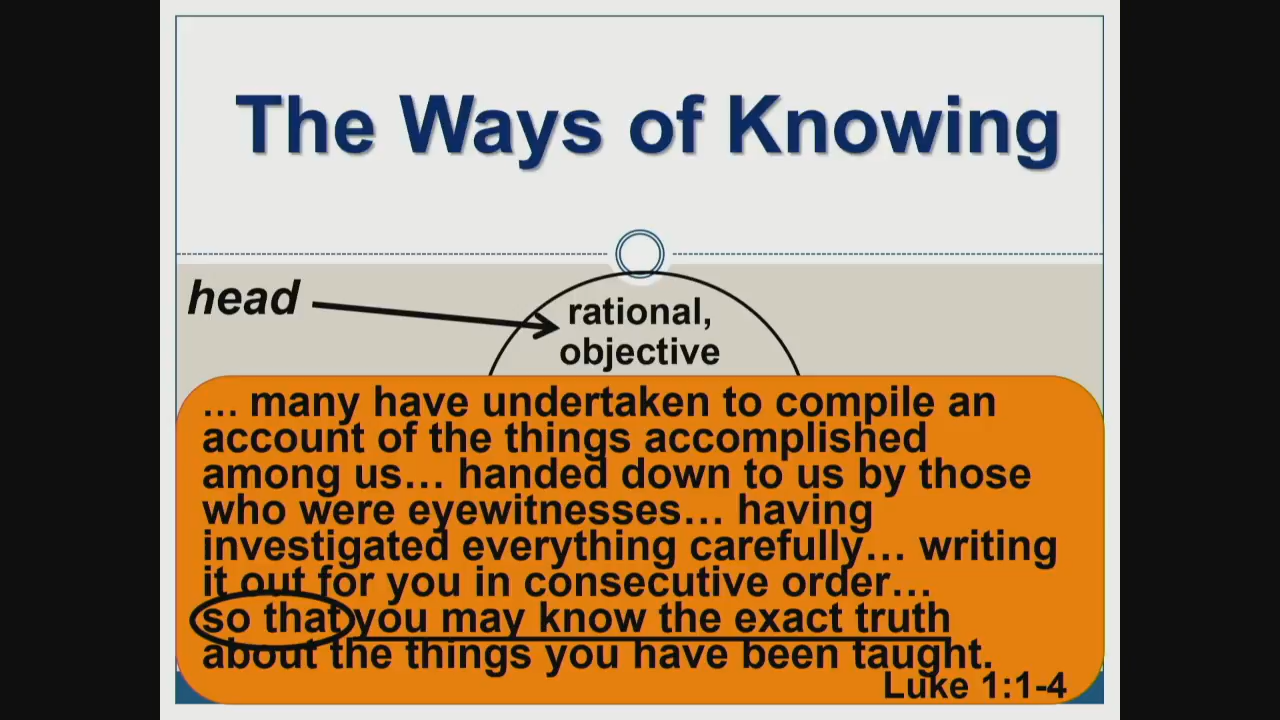 The Ways of Knowing
head
rational,
objective
... many have undertaken to compile an
account of the things accomplished
among us... handed down to us by those
who were eyewitnesses... having
investigated everything carefully... writing
it out for you in consecutive order...
so that you may know the exact truth
about the things you have been taught.
Luke 1:1-4